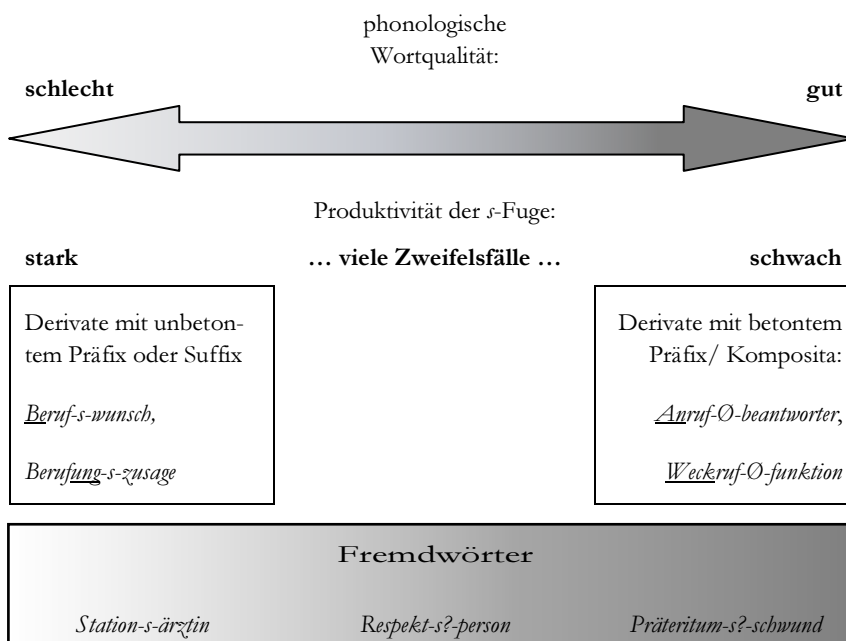 phonologische
Wortqualität:
schlecht
gut
Produktivität der s-Fuge:
stark
… viele Zweifelsfälle …
schwach
Derivate mit unbeton-
tem Präfix oder Suffix
Beruf-s-wunsch,
Berufung-s-zusage
Derivate mit betontem
Präfix/ Komposita:
Anruf-Ø-beantworter,
Weckruf-Ø-funktion
Fremdwörter
Station-s-ärztin
Respekt-s?-person
Präteritum-s?-schwund